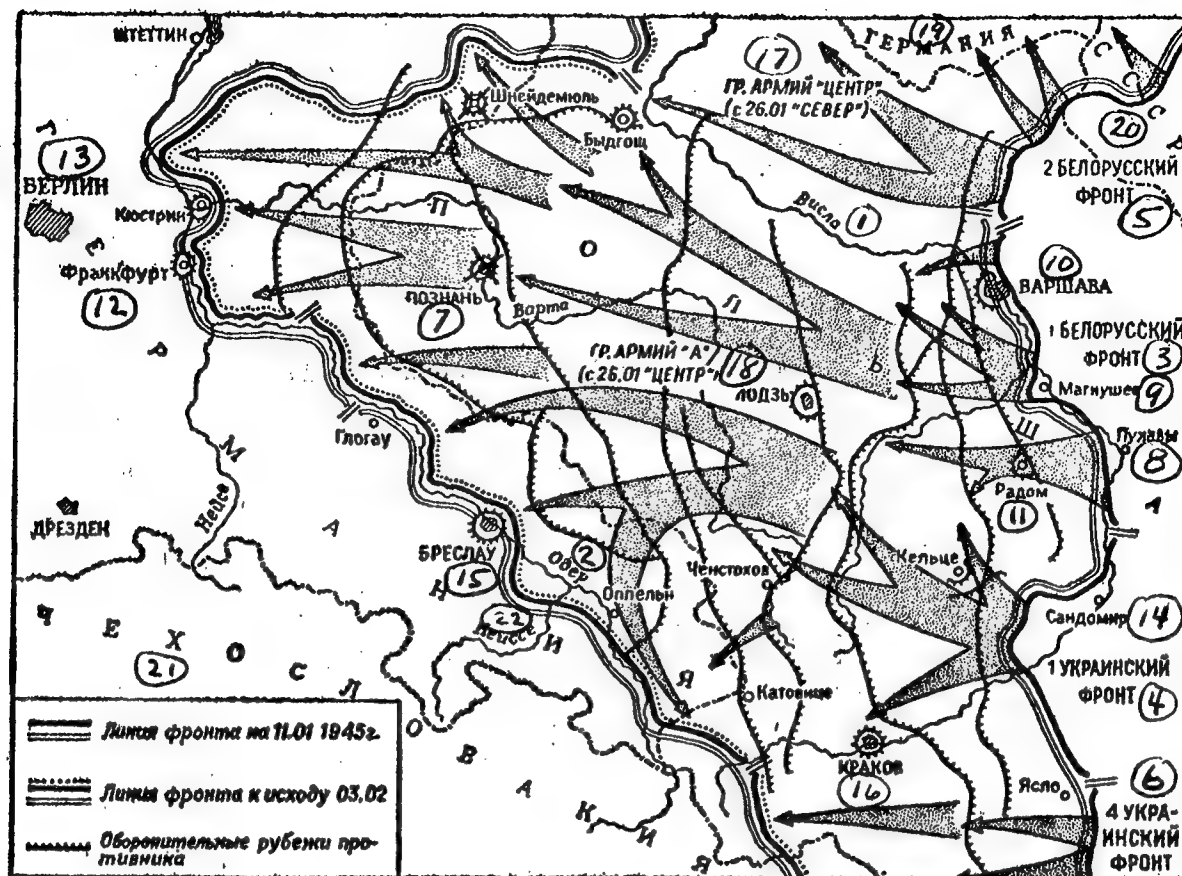 ШТЕТТИН
17
19
ГЕРМАНИЯ
С
С
С
Р
Шнейдемюль
ГР. АРМИЙ "ЦЕНТР"
(с 26.01 "СЕВЕР")
20
Быдгощ
2 БЕЛОРУССКИЙ
ФРОНТ
5
Г
13
БЕРЛИН
Е
Кюстрин
П
О
Висла
1
Франкфурт
12
10
ВАРШАВА
ПОЗНАНЬ
7
Варта
Л
Ь
1 БЕЛОРУССКИЙ
ФРОНТ
3
Р
ГР. АРМИЙ "А"
18
(с 26.01 "ЦЕНТР")
ЛОДЗЬ
Магнушев
9
Глогау
Ш
Пулавы
8
М
Нейсе
Радом
11
А
ДРЕЗДЕН
А
БРЕСЛАУ
15
Н
Одер
2
Оппельн
Ченстохов
Кельце
22
Нейссе
И
Сандомир
14
ЧЕХОСЛОВАКИЯ
21
Я
Катовице
1 УКРАИНСКИЙ
ФРОНТ
4
КРАКОВ
16
Ясло
6
4 УКРА-
ИНСКИЙ
ФРОНТ
Линия фронта на 11.01 1945г.
Линия фронта к исходу 03.02
Оборонительные рубежи про-
тивника